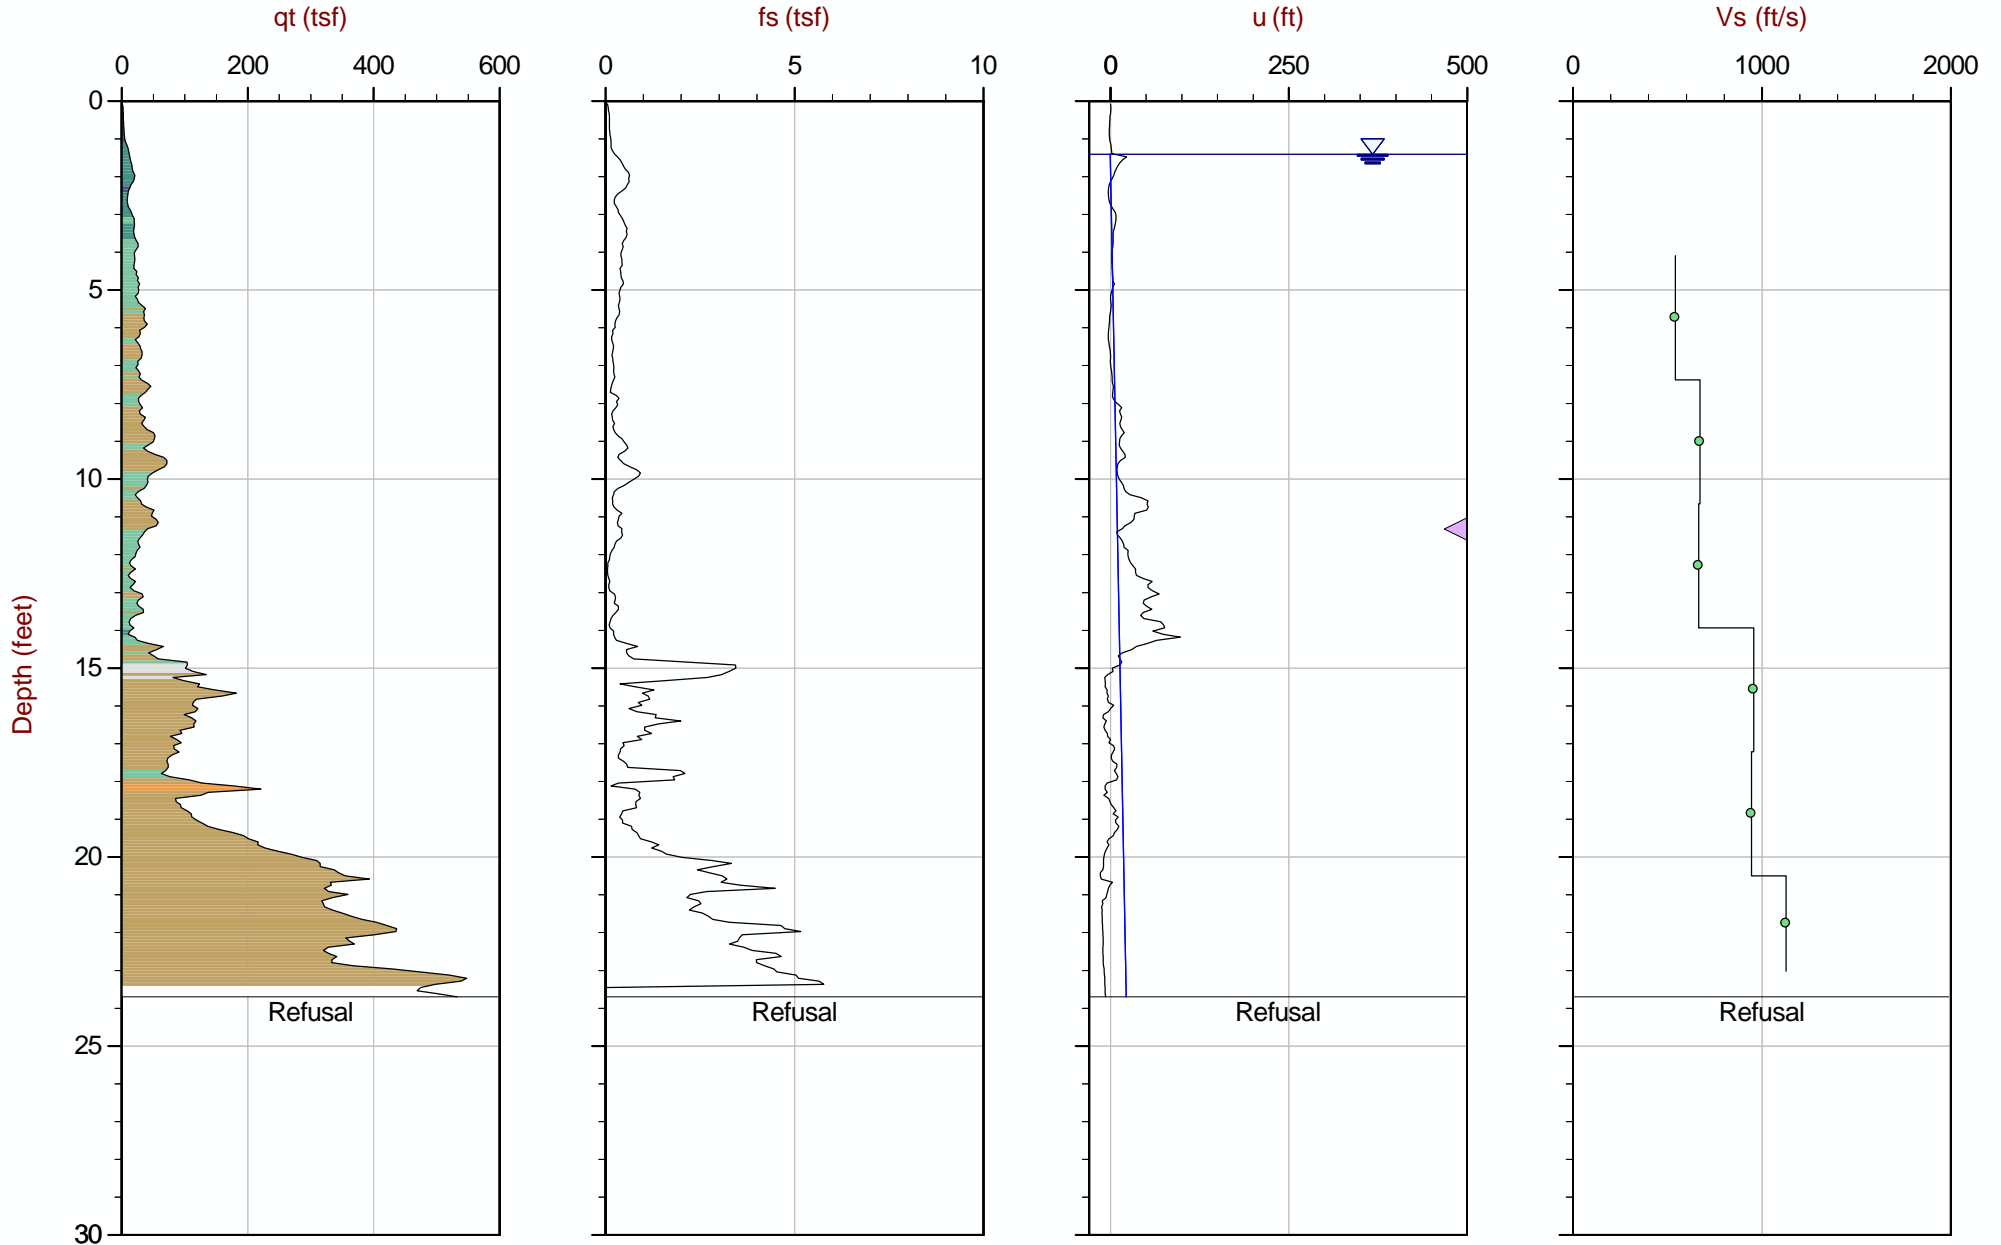 qt (tsf) fs (tsf) u (ft) Vs (ft/s)
0 200 400 600 0 5 10 0 250 500 0 1000 2000
0
5
10
15
20
25
30
Depth (feet)
Refusal Refusal Refusal Refusal